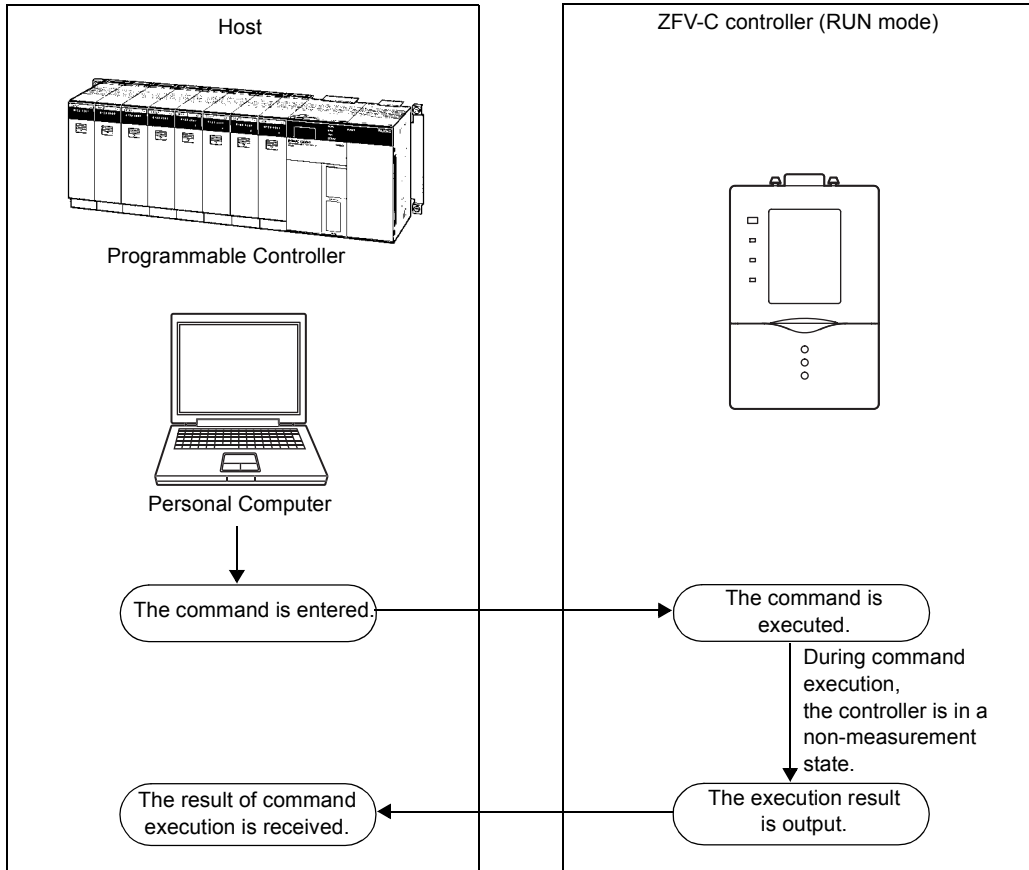 Host
ZFV-C controller (RUN mode)
Programmable Controller
Personal Computer
The command is entered.
The command is
executed.
During command
execution,
the controller is in a
non-measurement
state.
The result of command
execution is received.
The execution result
is output.